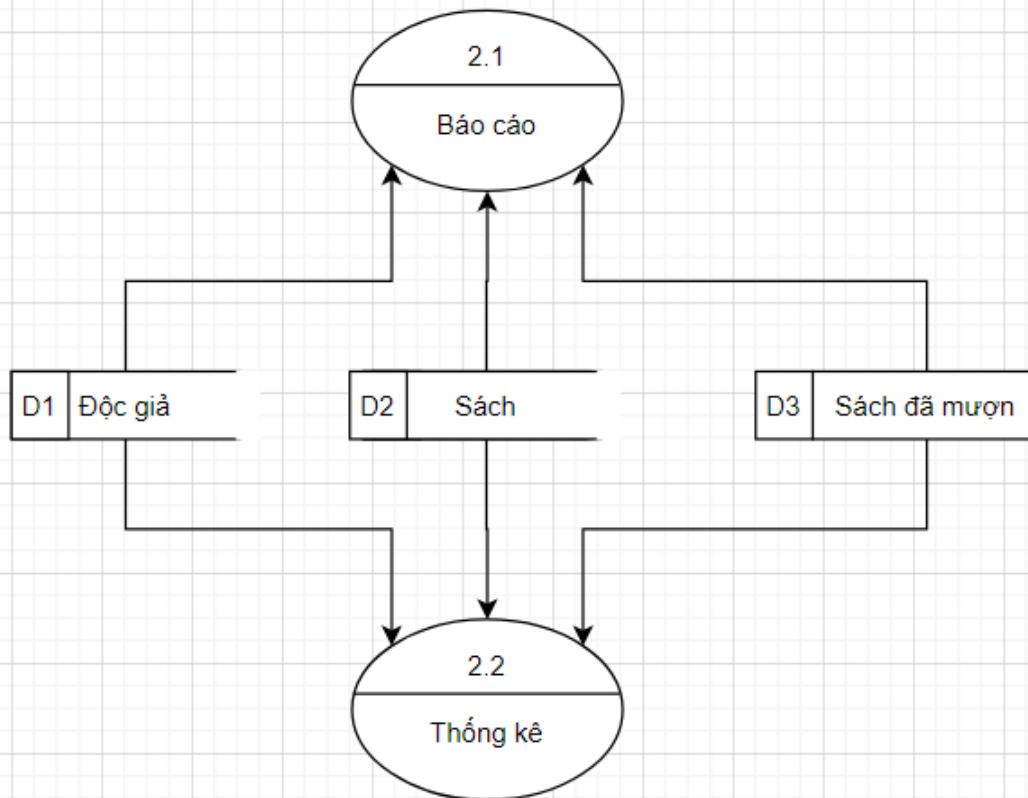 2.1
Báo cáo
D1 Độc giả
D2 Sách
D3 Sách đã mượn
2.2
Thống kê